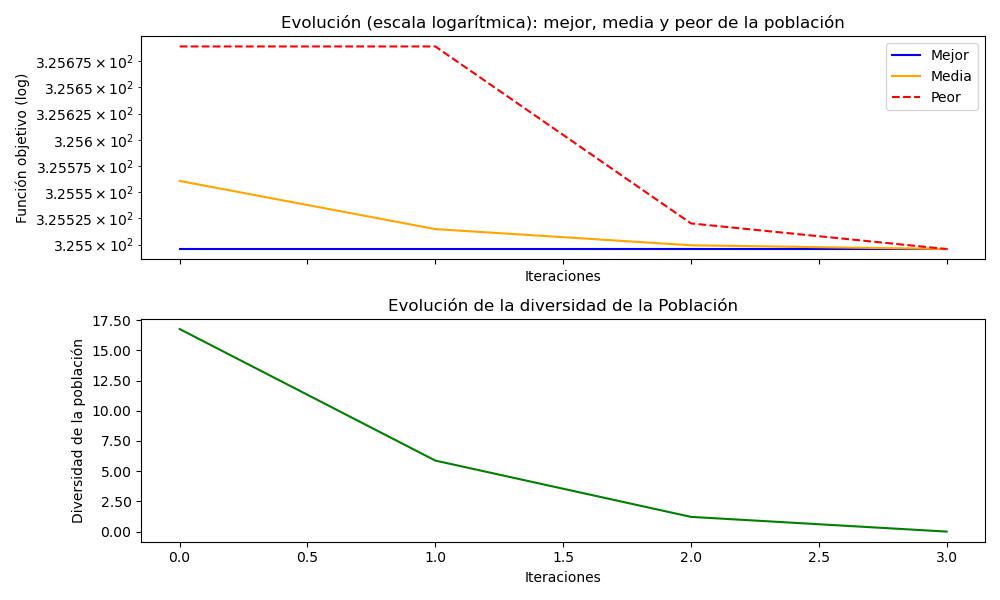 Evolución (escala logarítmica): mejor, media y peor de la población
Función objetivo (log)
3.25675 × 10²
3.2565 × 10²
3.25625 × 10²
3.256 × 10²
3.25575 × 10²
3.2555 × 10²
3.25525 × 10²
3.255 × 10²
Mejor
Media
Peor
Iteraciones
Evolución de la diversidad de la Población
Diversidad de la población
17.50
15.00
12.50
10.00
7.50
5.00
2.50
0.00
0.0 0.5 1.0 1.5 2.0 2.5 3.0
Iteraciones